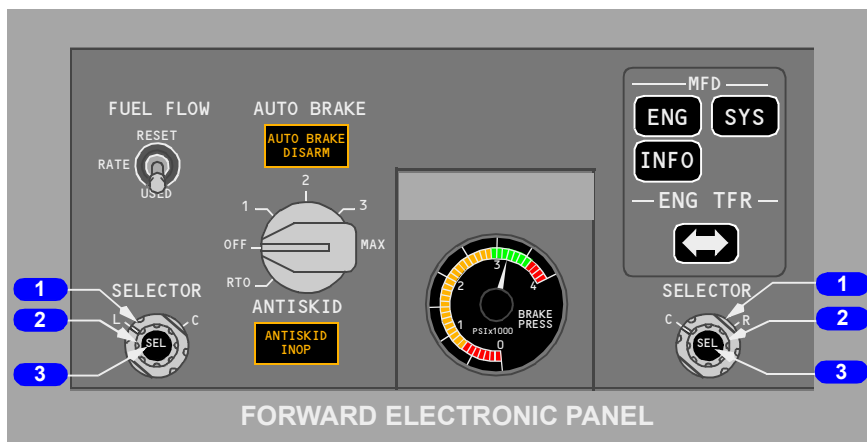 MFD
FUEL FLOW
AUTO BRAKE
ENG
SYS
RESET
AUTO BRAKE
DISARM
RATE
INFO
USED
2
1
3
ENG TFR
OFF
MAX
RTO
3
2
4
1
SELECTOR
ANTISKID
BRAKE
PRESS
SELECTOR
1
2
L
C
PSIx1000
1
C
R
2
SEL
ANTISKID
INOP
0
SEL
3
3
FORWARD ELECTRONIC PANEL